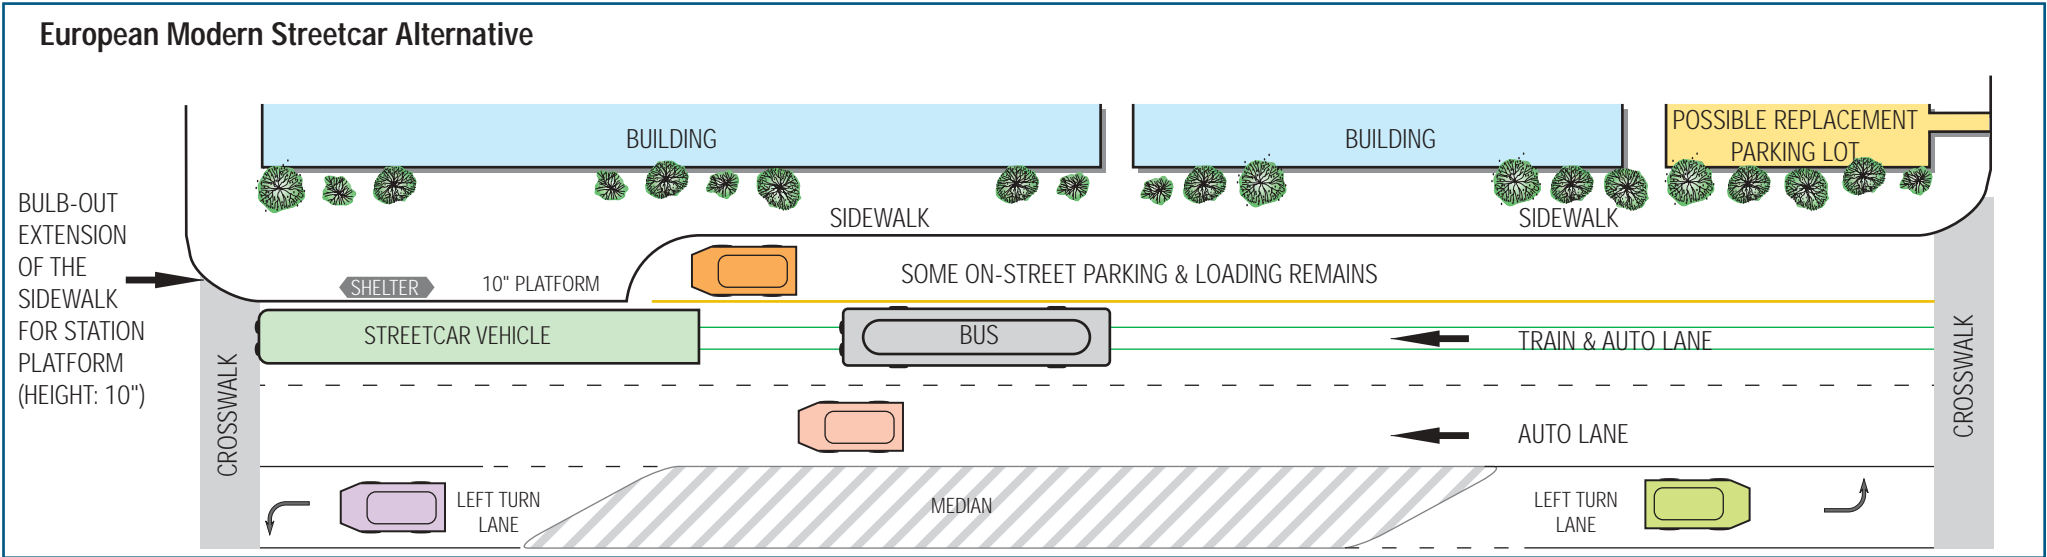 European Modern Streetcar Alternative
BUILDING
BUILDING
POSSIBLE REPLACEMENT
PARKING LOT
BULB-OUT
EXTENSION
OF THE
SIDEWALK
FOR STATION
PLATFORM
(HEIGHT: 10")
SIDEWALK
SIDEWALK
SHELTER
10" PLATFORM
SOME ON-STREET PARKING & LOADING REMAINS
STREETCAR VEHICLE
BUS
TRAIN & AUTO LANE
CROSSWALK
CROSSWALK
AUTO LANE
LEFT TURN
LANE
MEDIAN
LEFT TURN
LANE